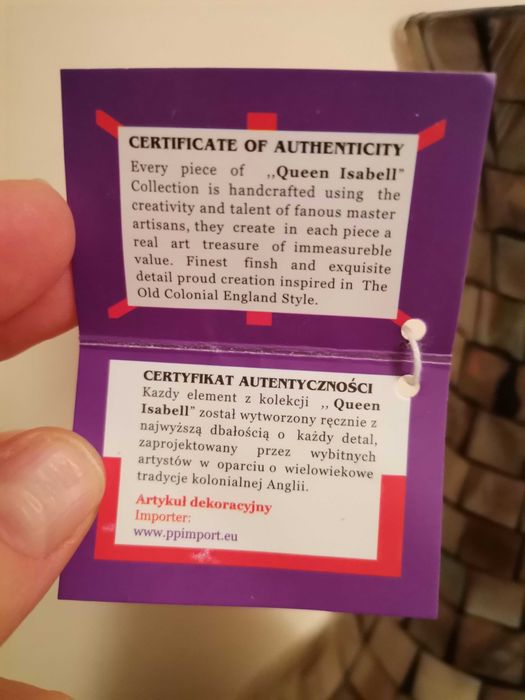 CERTIFICATE OF AUTHENTICITY
Every piece of ,,Queen Isabell"
Collection is handcrafted using the
creativity and talent of fanous master
artisans, they create in each piece a
real art treasure of immeasureble
value. Finest finsh and exquisite
detail proud creation inspired in The
Old Colonial England Style.
CERTYFIKAT AUTENTYCZNOŚCI
Kazdy element z kolekcji ,, Queen
Isabell" został wytworzony ręcznie z
najwyższą dbałością o każdy detal,
zaprojektowany przez wybitnych
artystów w oparciu o wielowiekowe
tradycje kolonialnej Anglii.
Artykuł dekoracyjny
Importer:
www.ppimport.eu